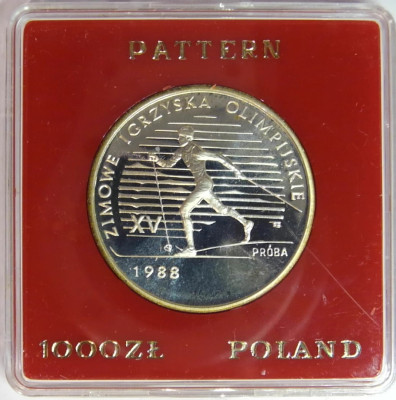 PATTERN
ZIMOWE IGRZYSKA OLIMPIJSKIE
XV
PRÓBA
1988
1000ZŁ POLAND